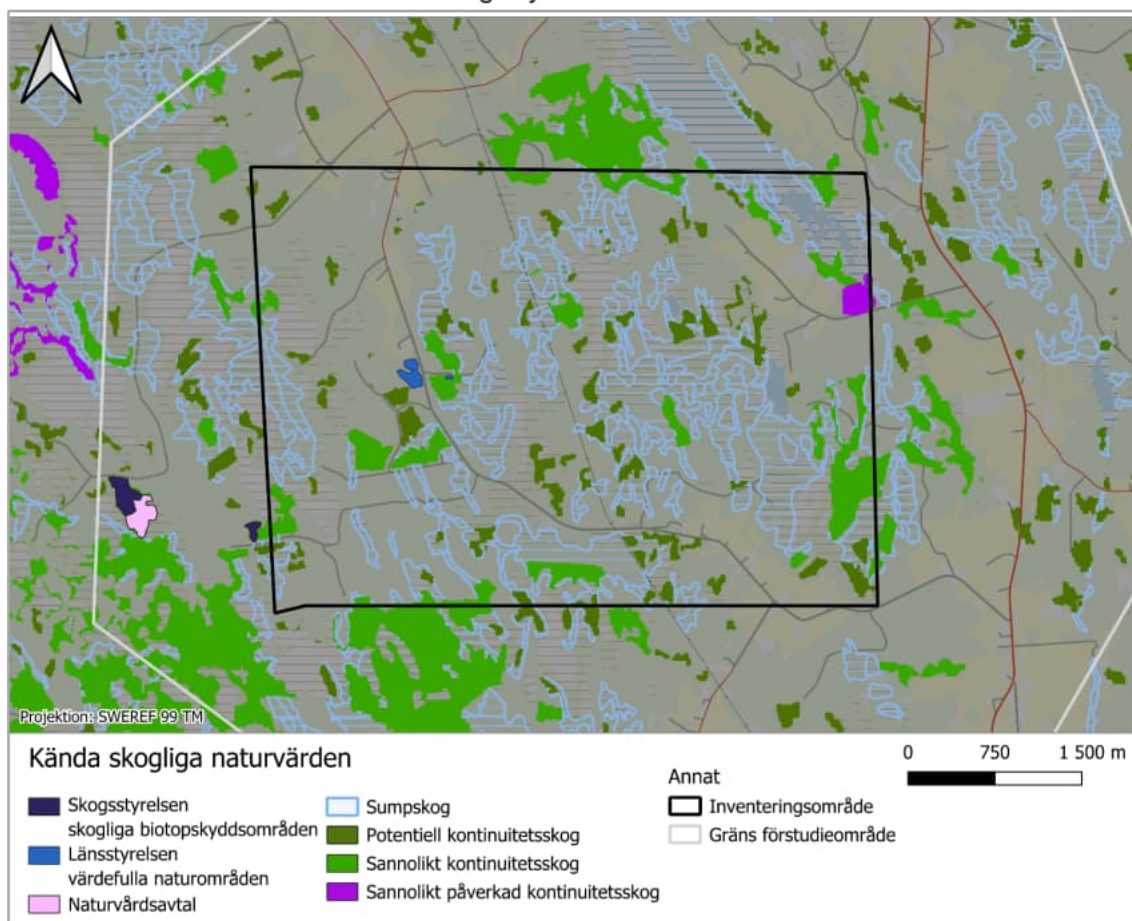 Projektion: SWEREF 99 TM
Kända skogliga naturvärden
Skogsstyrelsen
skogliga biotopskyddsområden
Länsstyrelsen
värdefulla naturområden
Naturvårdsavtal
Sumpskog
Potentiell kontinuitetsskog
Sannolikt kontinuitetsskog
Sannolikt påverkad kontinuitetsskog
Annat
Inventeringsområde
Gräns förstudieområde
0 750 1 500 m